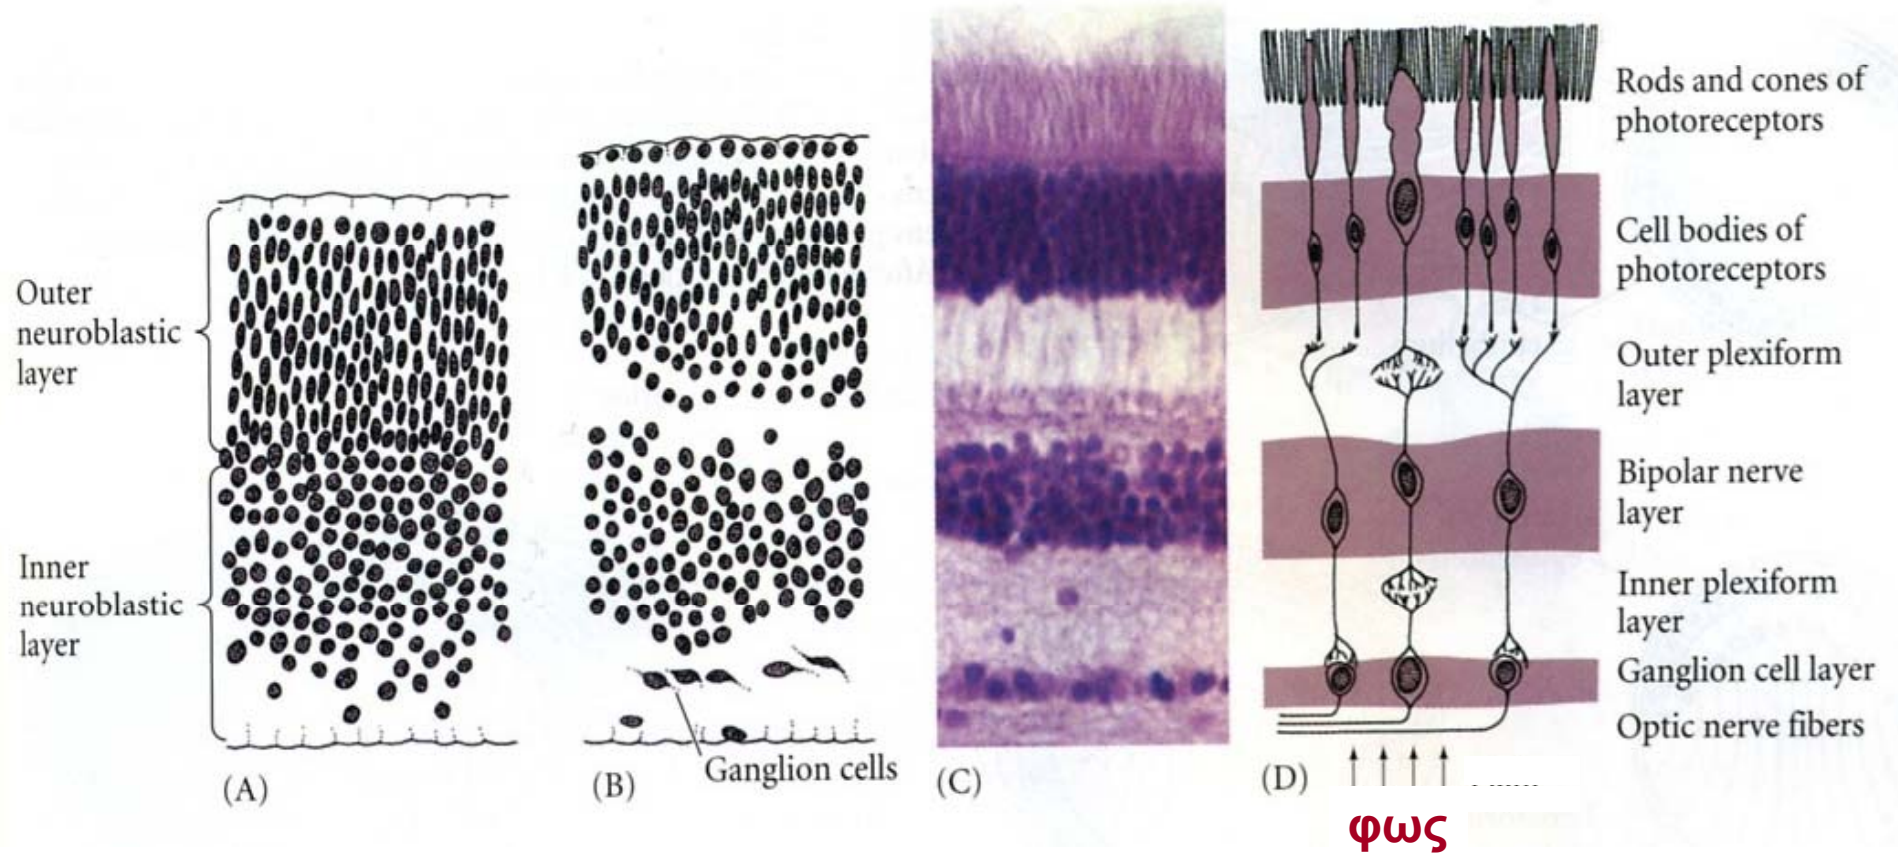 Outer
neuroblastic
layer
Inner
neuroblastic
layer
(A)
(B)
Ganglion cells
(C)
(D)
Rods and cones of
photoreceptors
Cell bodies of
photoreceptors
Outer plexiform
layer
Bipolar nerve
layer
Inner plexiform
layer
Ganglion cell layer
Optic nerve fibers
φως